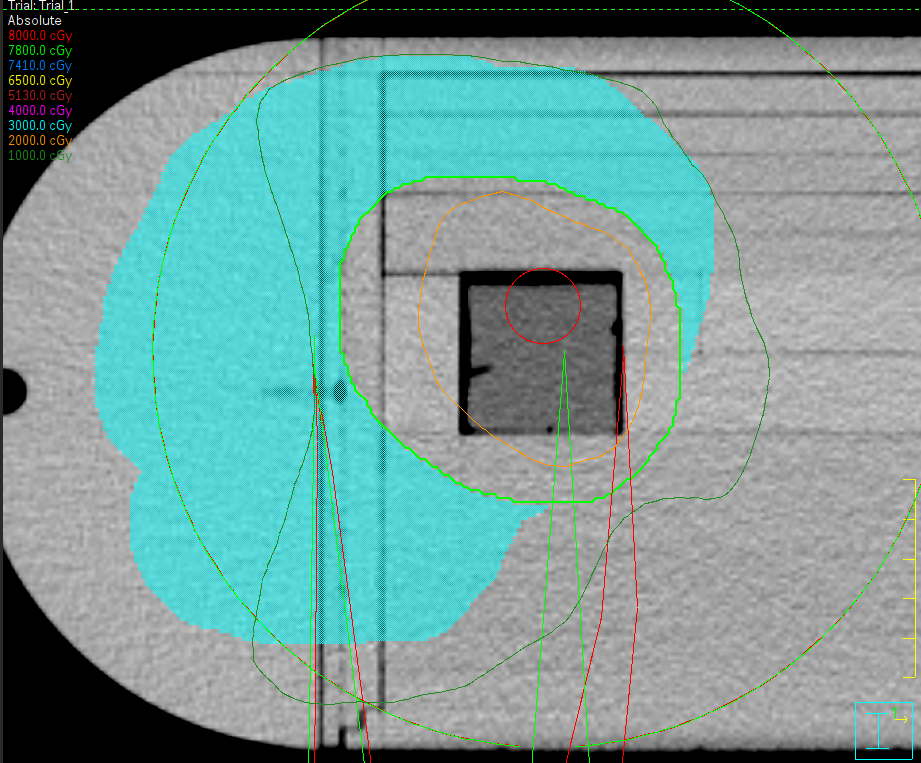 Trial: Trial_1
Absolute
8000.0 cGy
7800.0 cGy
7410.0 cGy
6500.0 cGy
5130.0 cGy
4000.0 cGy
3000.0 cGy
2000.0 cGy
1000.0 cGy